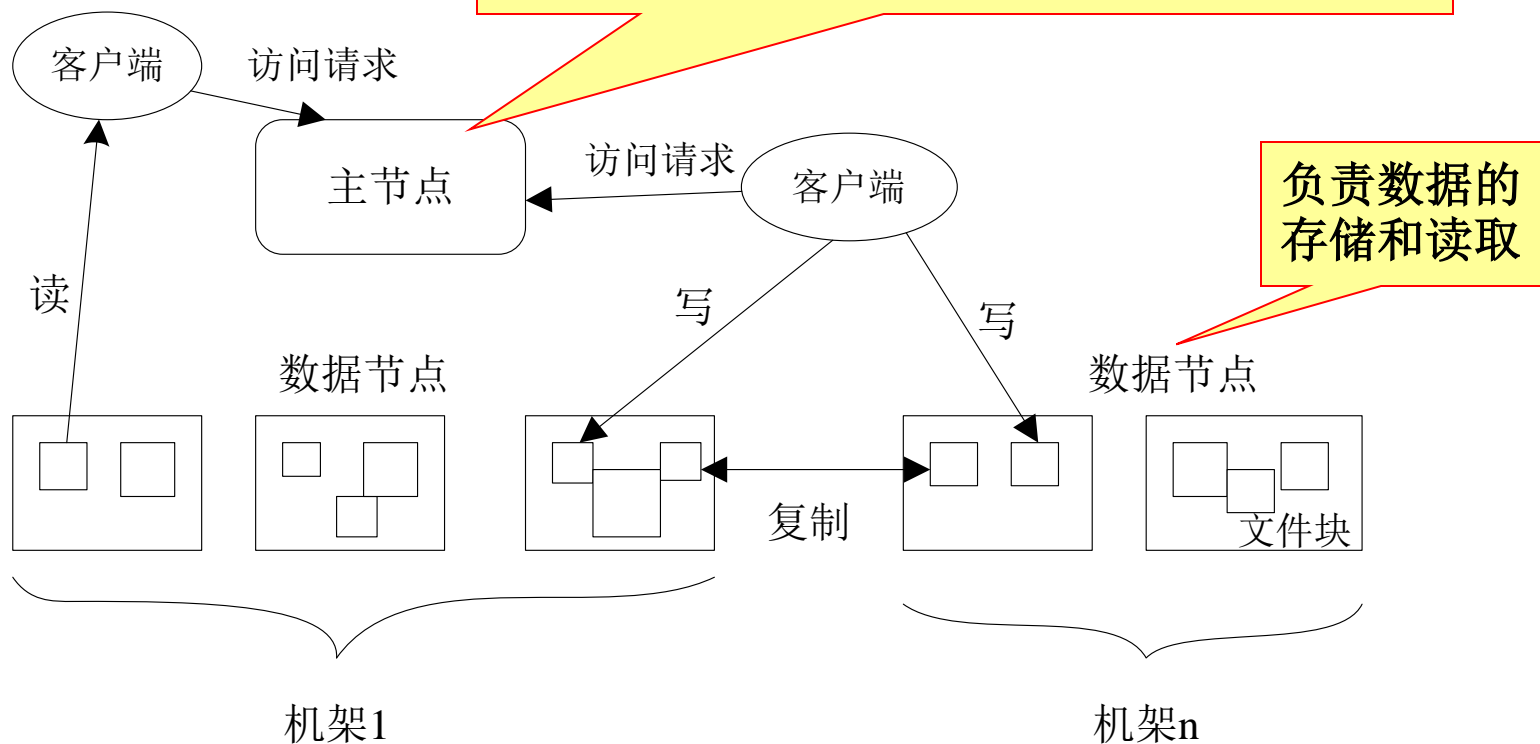 客户端
访问请求
主节点
访问请求
客户端
负责数据的
存储和读取
读
写
写
数据节点
数据节点
复制
文件块
机架1
机架n